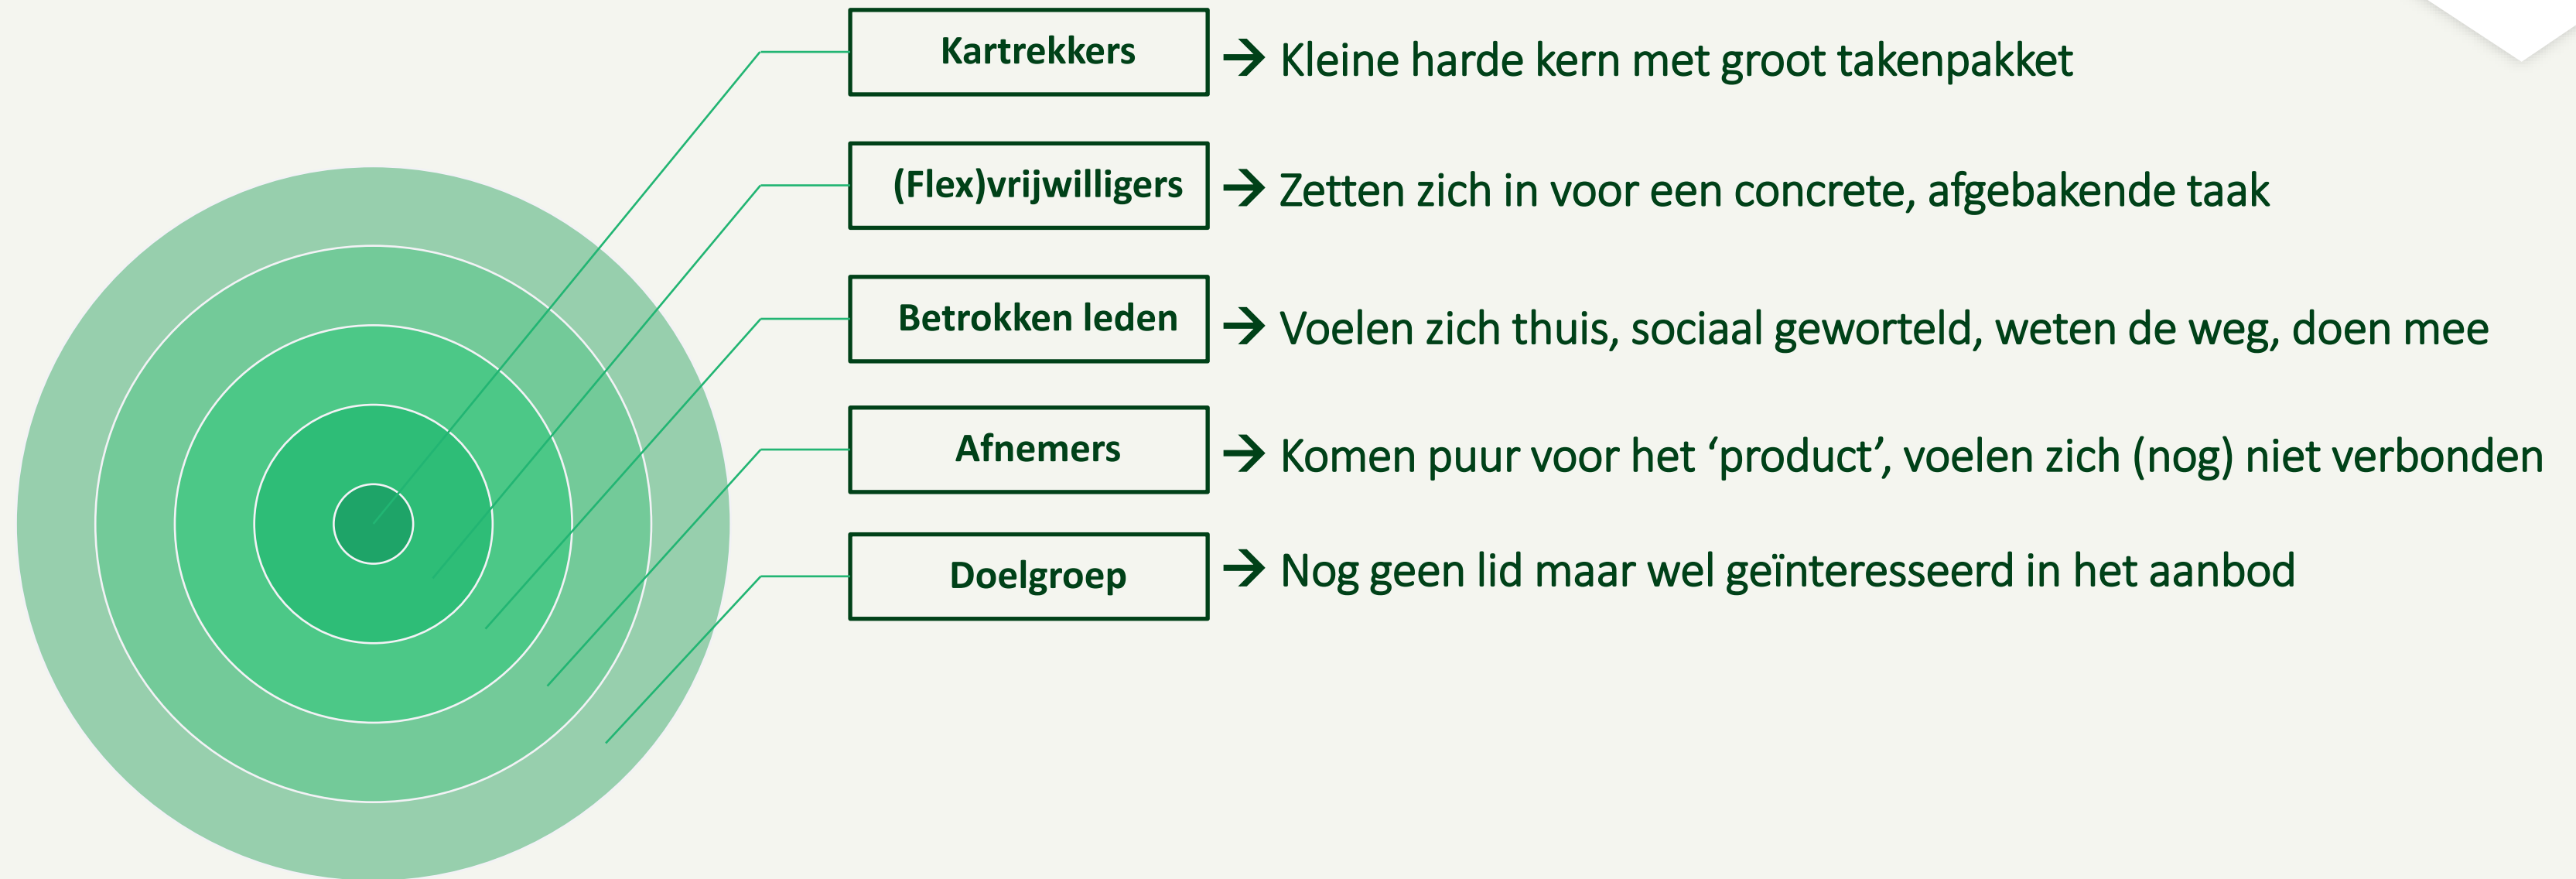 Kartrekkers → Kleine harde kern met groot takenpakket
(Flex)vrijwilligers → Zetten zich in voor een concrete, afgebakende taak
Betrokken leden → Voelen zich thuis, sociaal geworteld, weten de weg, doen mee
Afnemers → Komen puur voor het ‘product’, voelen zich (nog) niet verbonden
Doelgroep → Nog geen lid maar wel geïnteresseerd in het aanbod